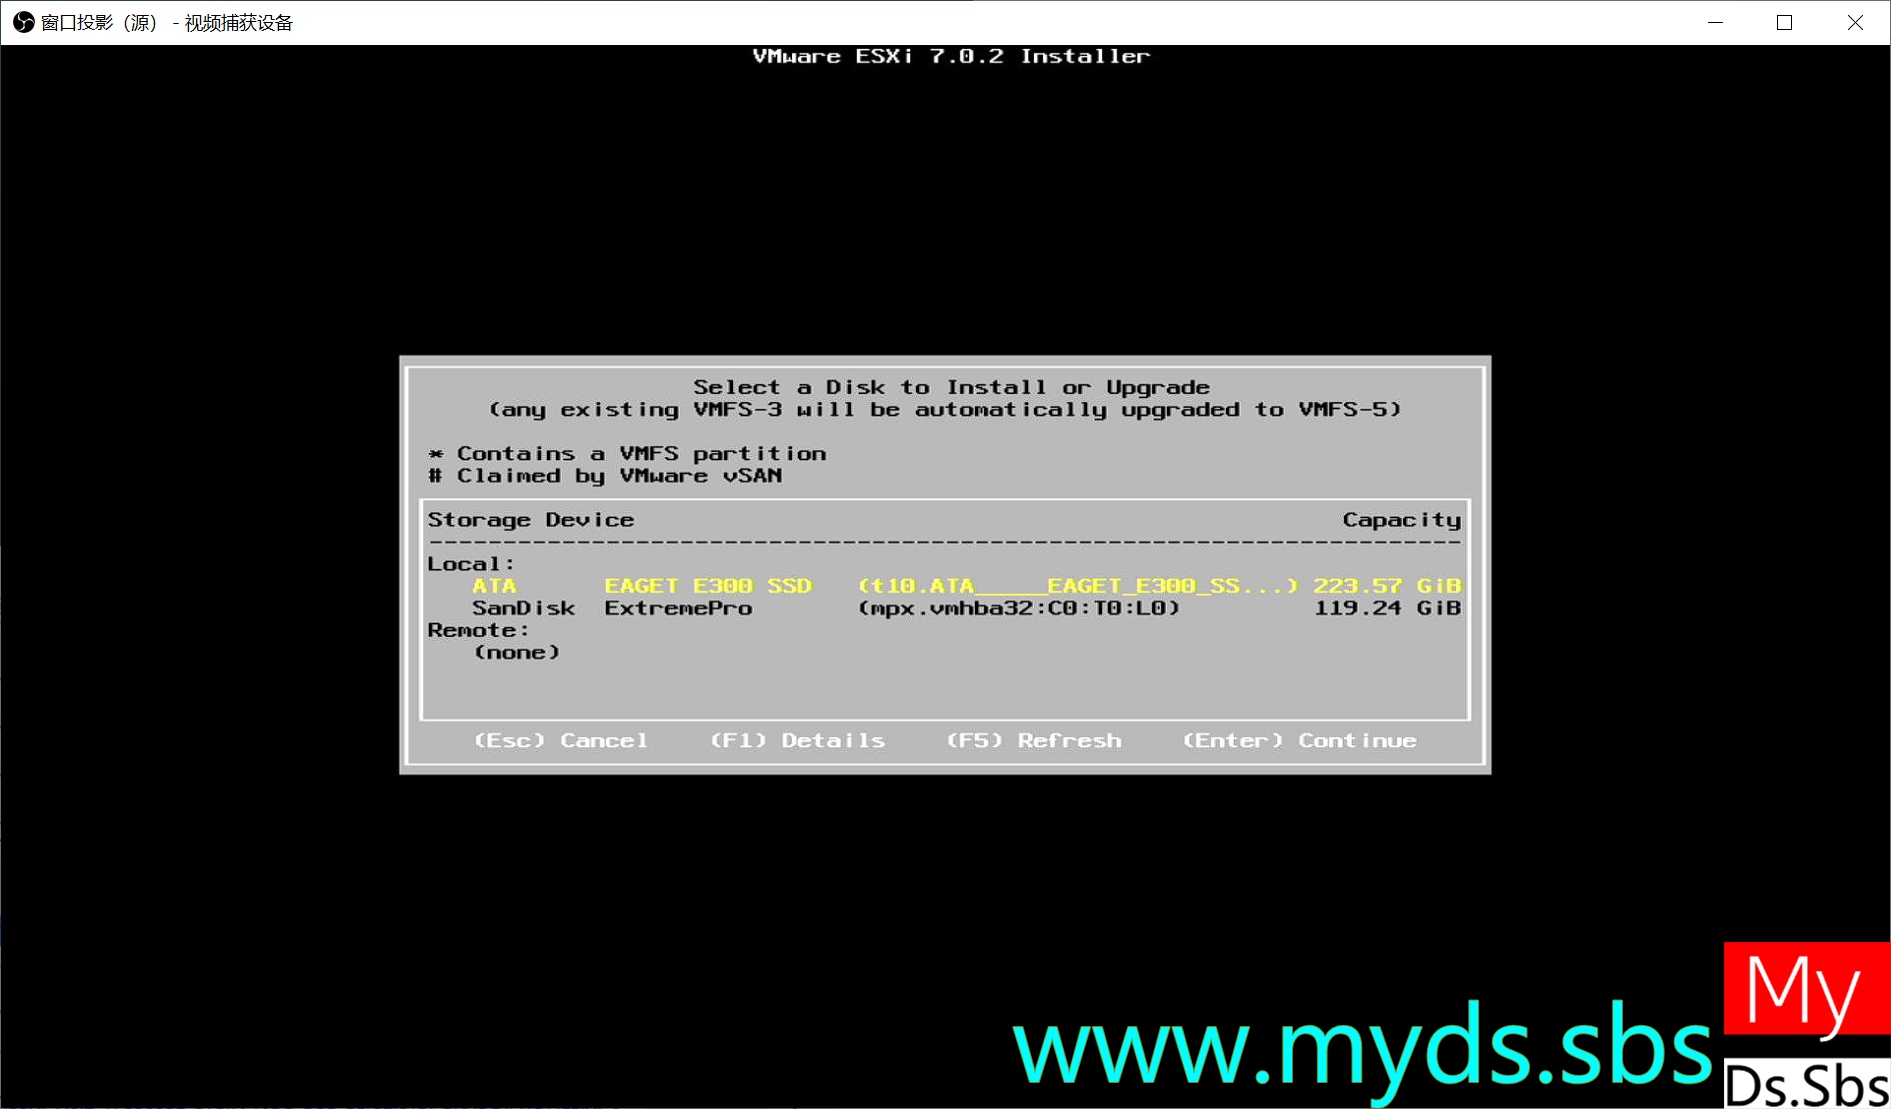 窗口投影（源） - 视频捕获设备
VMware ESXi 7.0.2 Installer
Select a Disk to Install or Upgrade
(any existing VMFS-3 will be automatically upgraded to VMFS-5)
* Contains a VMFS partition
# Claimed by VMware vSAN
Storage Device Capacity
--------------------------------------------------------------
Local:
ATA EAGET E300 SSD (t10.ATA_____EAGET_E300_SS...) 223.57 GiB
SanDisk ExtremePro (mpx.vmhba32:C0:T0:L0) 119.24 GiB
Remote:
(none)
(Esc) Cancel (F1) Details (F5) Refresh (Enter) Continue
www.myds.sbs
My
Ds.Sbs